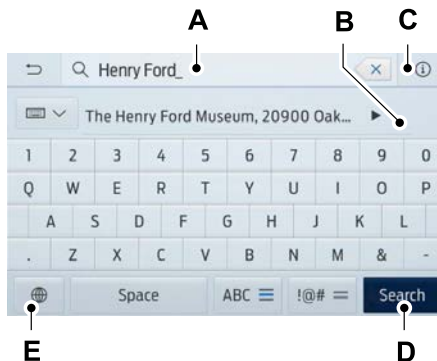 A
B
C
Henry Ford_
The Henry Ford Museum, 20900 Oak...
1 2 3 4 5 6 7 8 9 0
Q W E R T Y U I O P
A S D F G H J K L
. Z X C V B N M & -
Space ABC !@# Search
E
D